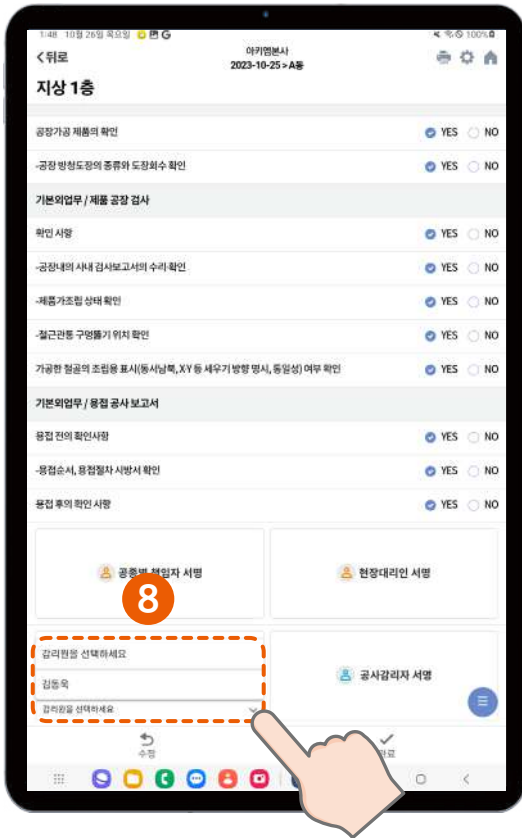 1:48 10월 26일 목요일
100%
뒤로
아키엠본사
2023-10-25 > A동
지상 1층
공장가공 제품의 확인 YES NO
-공장 방청도장의 종류와 도장회수 확인 YES NO
기본외업무 / 제품 공장 검사
확인 사항 YES NO
-공장내의 사내 검사보고서의 수리·확인 YES NO
-제품가조립 상태 확인 YES NO
-철근관통 구멍뚫기 위치 확인 YES NO
가공한 철골의 조립용 표시(동서남북, X·Y 등 세우기 방향 명시, 동일성) 여부 확인 YES NO
기본외업무 / 용접 공사 보고서
용접 전의 확인사항 YES NO
-용접순서, 용접절차 시방서 확인 YES NO
용접 후의 확인 사항 YES NO
공종별 책임자 서명
현장대리인 서명
8
감리원을 선택하세요
김동욱
감리원을 선택하세요
공사감리자 서명
수정